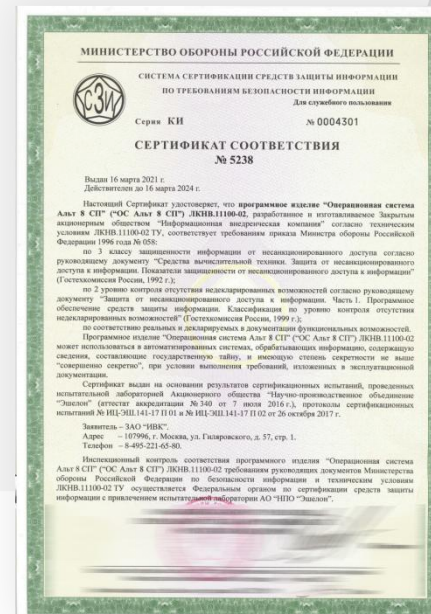 МИНИСТЕРСТВО ОБОРОНЫ РОССИЙСКОЙ ФЕДЕРАЦИИ
СЗИ
СИСТЕМА СЕРТИФИКАЦИИ СРЕДСТВ ЗАЩИТЫ ИНФОРМАЦИИ
ПО ТРЕБОВАНИЯМ БЕЗОПАСНОСТИ ИНФОРМАЦИИ
Для служебного пользования
Серия КИ № 0004301
СЕРТИФИКАТ СООТВЕТСТВИЯ
№ 5238
Выдан 16 марта 2021 г.
Действителен до 16 марта 2024 г.
Настоящий Сертификат удостоверяет, что программное изделие "Операционная система
Альт 8 СП" ("ОС Альт 8 СП") ЛКНВ.11100-02, разработанное и изготавливаемое Закрытым
акционерным обществом "Информационная внедренческая компания" согласно техническим
условиям ЛКНВ.11100-02 ТУ, соответствует требованиям приказа Министра обороны Российской
Федерации 1996 года № 058:
по 3 классу защищенности информации от несанкционированного доступа согласно
руководящему документу "Средства вычислительной техники. Защита от несанкционированного
доступа к информации. Показатели защищенности от несанкционированного доступа к информации"
(Гостехкомиссия России, 1992 г.);
по 2 уровню контроля отсутствия недекларированных возможностей согласно руководящему
документу "Защита от несанкционированного доступа к информации. Часть 1. Программное
обеспечение средств защиты информации. Классификация по уровню контроля отсутствия
недекларированных возможностей" (Гостехкомиссия России, 1999 г.);
по соответствию реальных и декларируемых в документации функциональных возможностей.
Программное изделие "Операционная система Альт 8 СП" ("ОС Альт 8 СП") ЛКНВ.11100-02
может использоваться в автоматизированных системах, обрабатывающих информацию, содержащую
сведения, составляющие государственную тайну, и имеющую степень секретности не выше
"совершенно секретно", при условии выполнения требований, изложенных в эксплуатационной
документации.
Сертификат выдан на основании результатов сертификационных испытаний, проведенных
испытательной лабораторией Акционерного общества "Научно-производственное объединение
"Эшелон" (аттестат аккредитации № 340 от 7 июля 2016 г.), протоколы сертификационных
испытаний № ИЦ-ЭШ.141-17 П 01 и № ИЦ-ЭШ.141-17 П 02 от 26 октября 2017 г.
Заявитель – ЗАО "ИВК".
Адрес – 107996, г. Москва, ул. Гиляровского, д. 57, стр. 1.
Телефон – 8-495-221-65-80.
Инспекционный контроль соответствия программного изделия "Операционная система
Альт 8 СП" ("ОС Альт 8 СП") ЛКНВ.11100-02 требованиям руководящих документов Министерства
обороны Российской Федерации по безопасности информации и техническим условиям
ЛКНВ.11100-02 ТУ осуществляется Федеральным органом по сертификации средств защиты
информации с привлечением испытательной лаборатории АО "НПО "Эшелон".